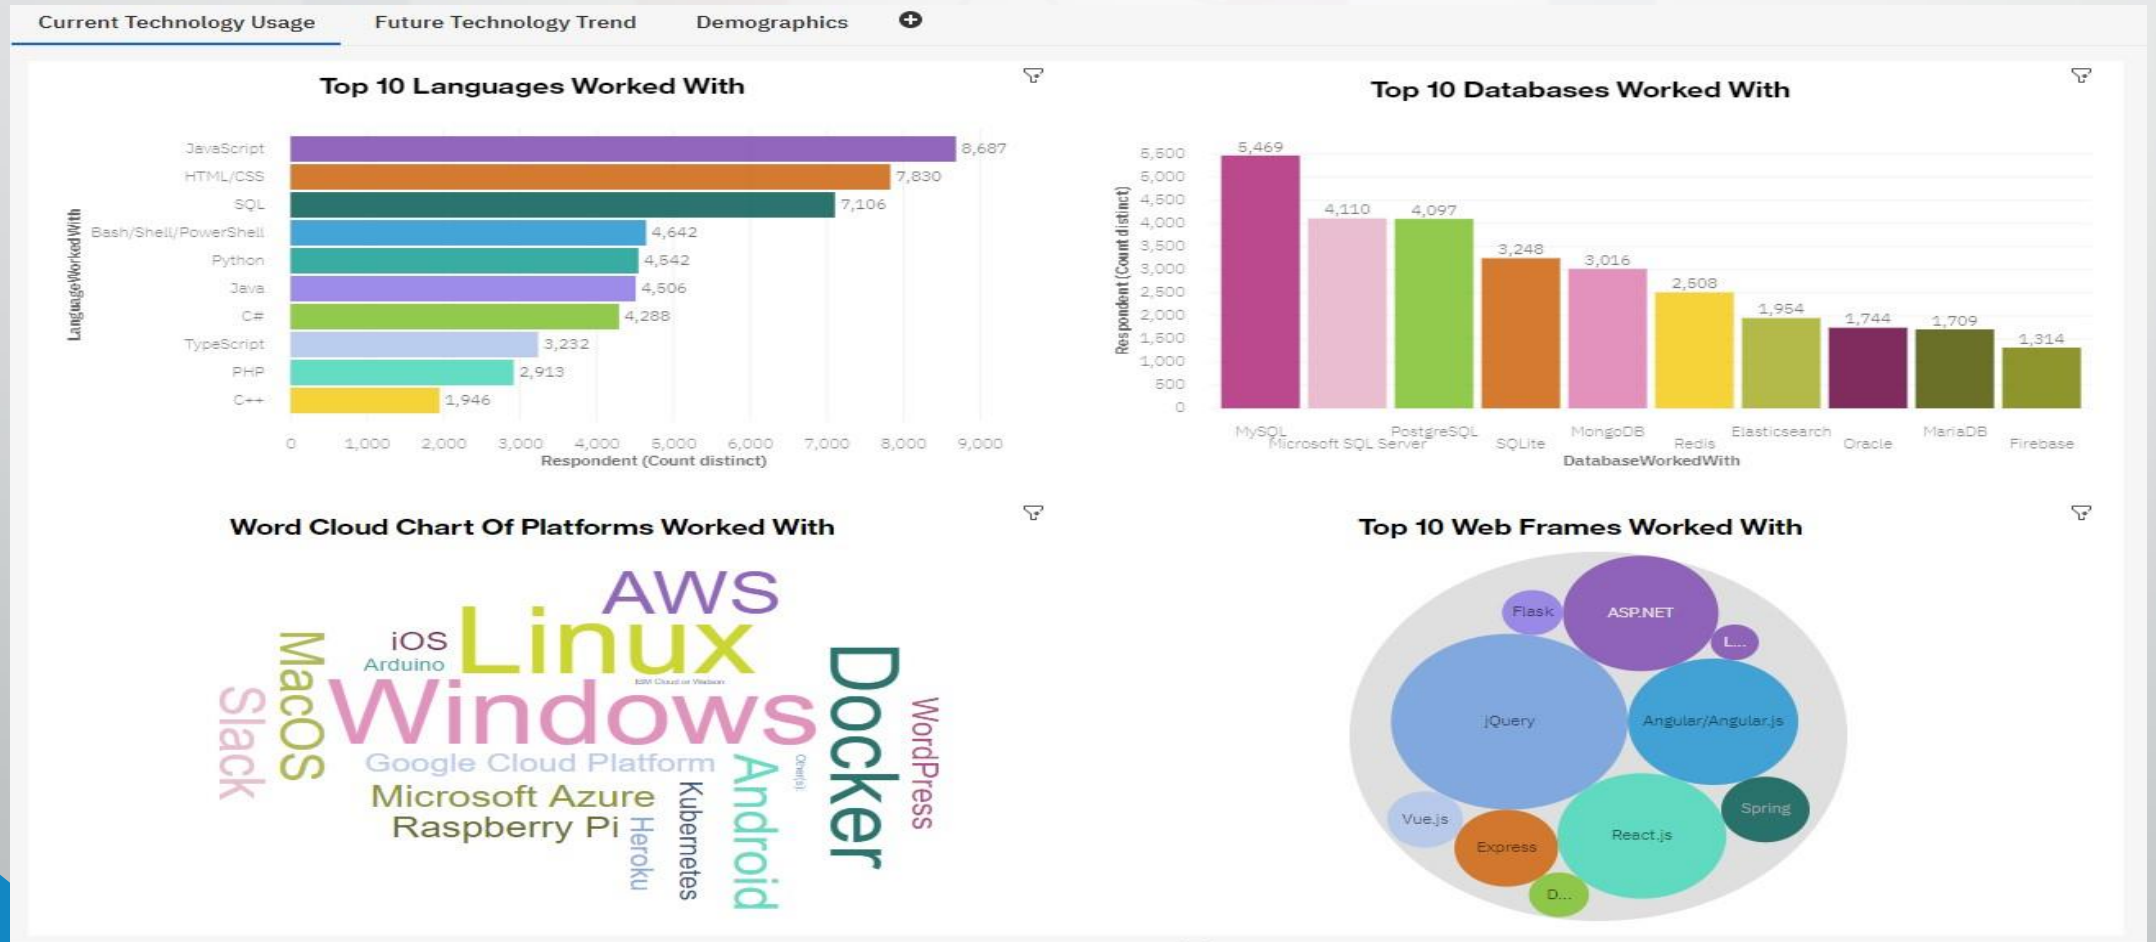 Current Technology Usage
Future Technology Trend
Demographics
Top 10 Languages Worked With
LanguageWorkedWith
JavaScript
8,687
HTML/CSS
7,830
SQL
7,106
Bash/Shell/PowerShell
4,642
Python
4,542
Java
4,506
C#
4,288
TypeScript
3,232
PHP
2,913
C++
1,946
0 1,000 2,000 3,000 4,000 5,000 6,000 7,000 8,000 9,000
Respondent (Count distinct)
Top 10 Databases Worked With
Respondent (Count distinct)
5,500
5,000
4,500
4,000
3,500
3,000
2,500
2,000
1,500
1,000
500
0
5,469
4,110
4,097
3,248
3,016
2,508
1,954
1,744
1,709
1,314
MySQL
Microsoft SQL Server
PostgreSQL
SQLite
MongoDB
Redis
Elasticsearch
Oracle
MariaDB
Firebase
DatabaseWorkedWith
Word Cloud Chart Of Platforms Worked With
AWS
Linux
iOS
Arduino
IBM Cloud or Watson
MacOS
Slack
Windows
Docker
WordPress
Google Cloud Platform
Other(s):
Android
Microsoft Azure
Kubernetes
Raspberry Pi
Heroku
Top 10 Web Frames Worked With
Flask
ASP.NET
L...
jQuery
Angular/Angular.js
Vue.js
Express
React.js
Spring
D...